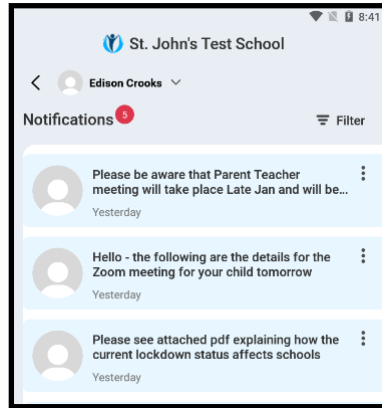 8:41
St. John's Test School
Edison Crooks
Notifications 5
Filter
Please be aware that Parent Teacher
meeting will take place Late Jan and will be...
Yesterday
Hello - the following are the details for the
Zoom meeting for your child tomorrow
Yesterday
Please see attached pdf explaining how the
current lockdown status affects schools
Yesterday